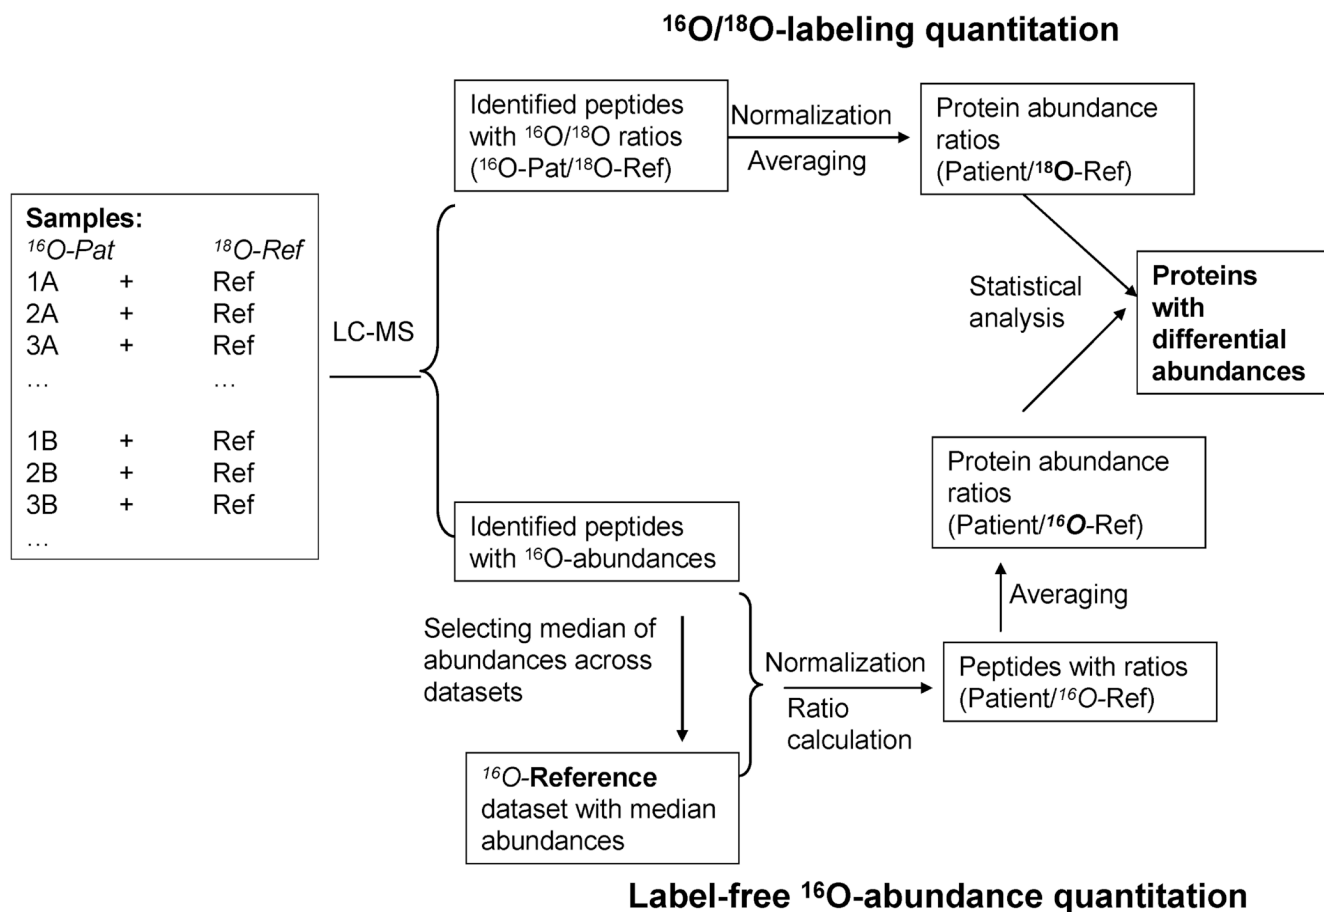 ¹⁶O/¹⁸O-labeling quantitation
Samples:
¹⁶O-Pat ¹⁸O-Ref
1A + Ref
2A + Ref
3A + Ref
... ...
1B + Ref
2B + Ref
3B + Ref
...
LC-MS
Identified peptides
with ¹⁶O/¹⁸O ratios
(¹⁶O-Pat/¹⁸O-Ref)
Normalization
Averaging
Protein abundance
ratios
(Patient/¹⁸O-Ref)
Statistical
analysis
Proteins
with
differential
abundances
Identified peptides
with ¹⁶O-abundances
Selecting median of
abundances across
datasets
¹⁶O-Reference
dataset with median
abundances
Normalization
Ratio
calculation
Peptides with ratios
(Patient/¹⁶O-Ref)
Averaging
Protein abundance
ratios
(Patient/¹⁶O-Ref)
Label-free ¹⁶O-abundance quantitation